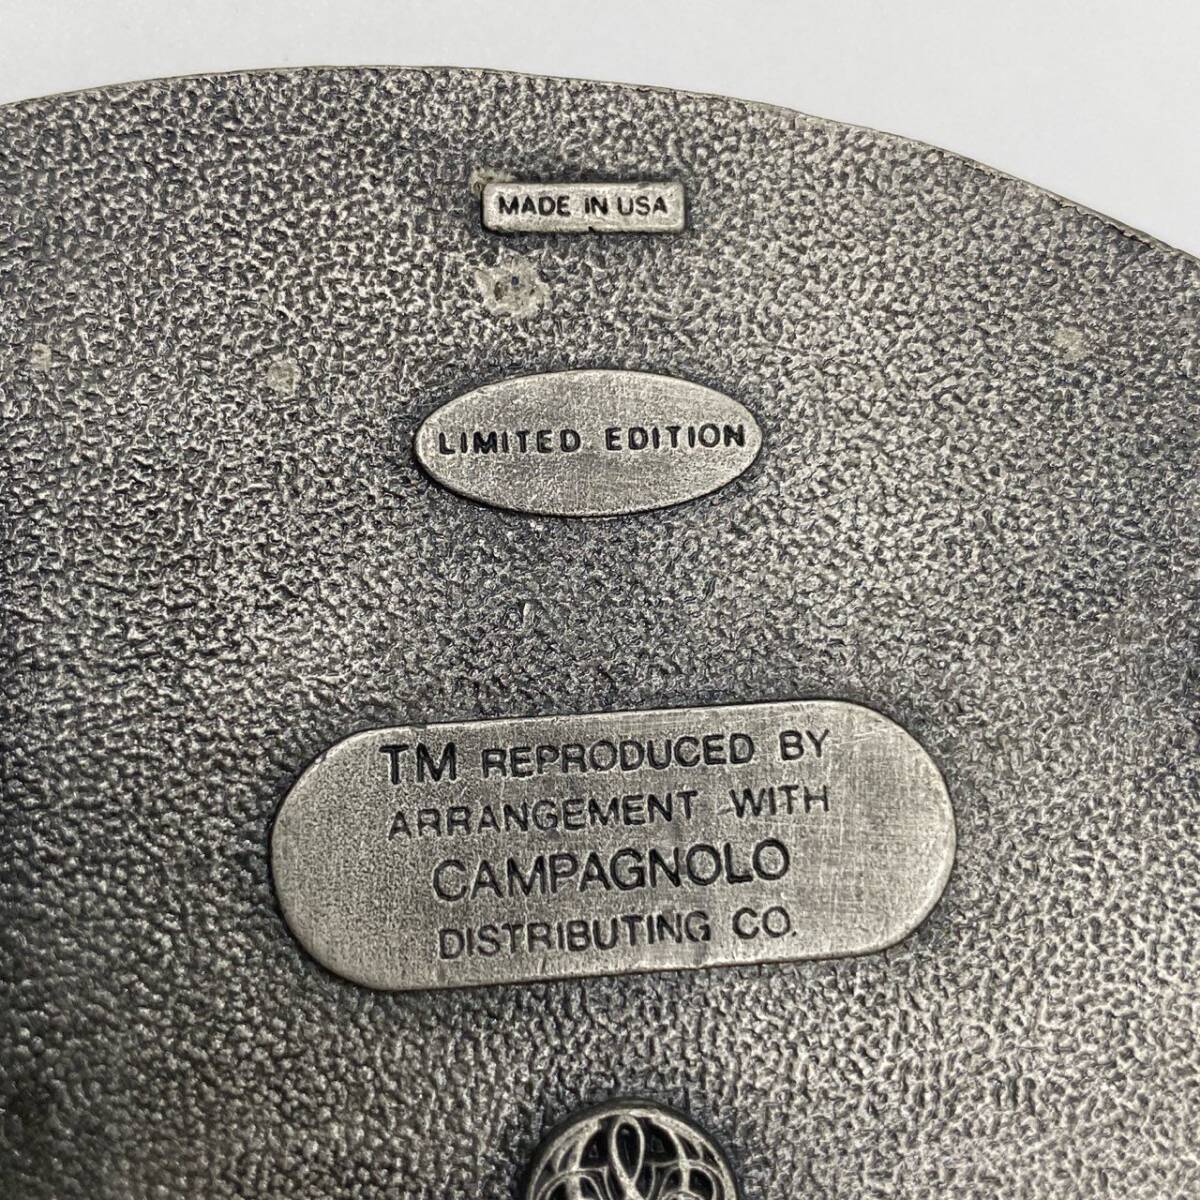 MADE IN USA
LIMITED EDITION
TM REPRODUCED BY
ARRANGEMENT WITH
CAMPAGNOLO
DISTRIBUTING CO.